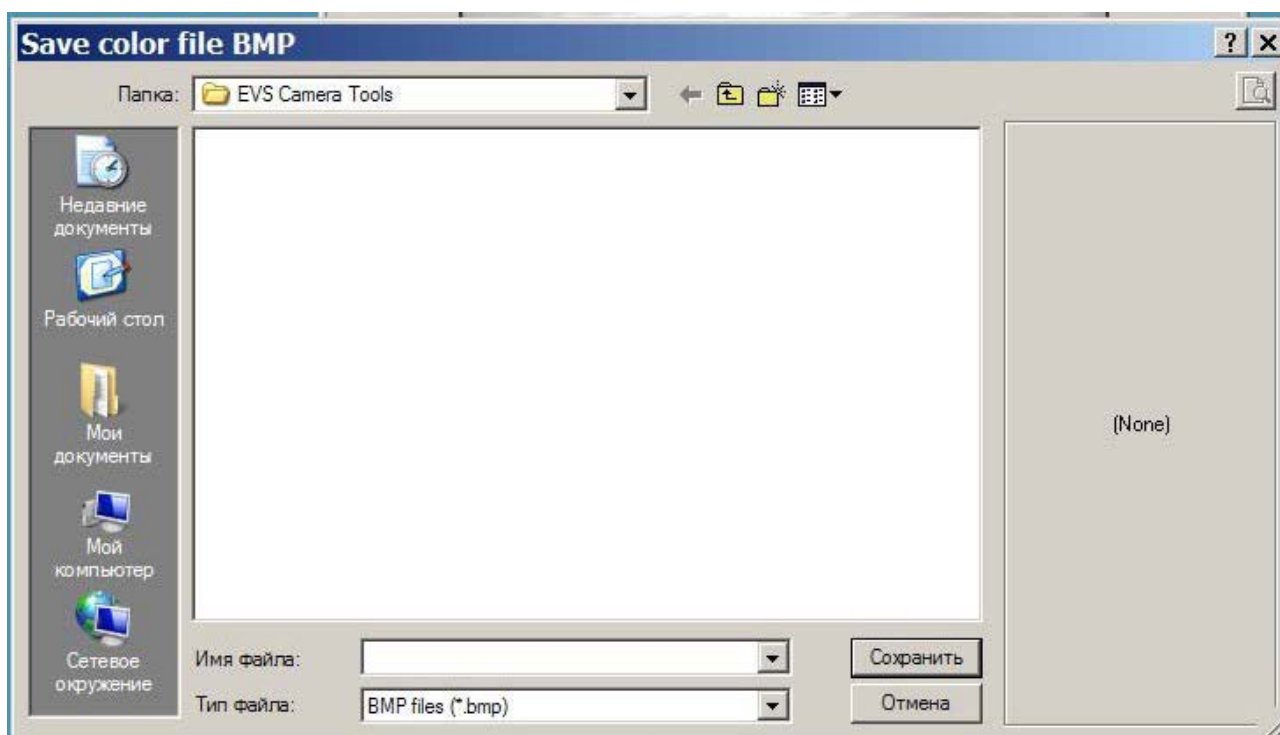 Save color file BMP
Папка: EVS Camera Tools
Недавние
документы
Рабочий стол
Мои
документы
Мой
компьютер
Сетевое
окружение
(None)
Имя файла:
Сохранить
Тип файла: BMP files (*.bmp)
Отмена